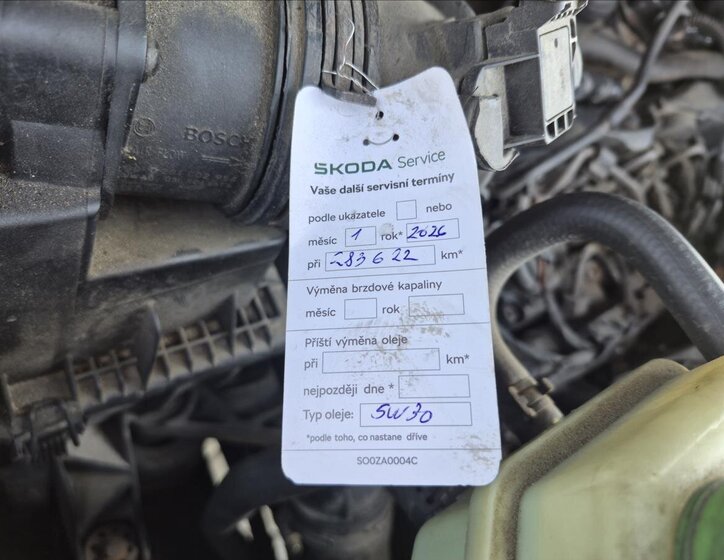 BOSCH
ŠKODA Service
Vaše další servisní termíny
podle ukazatele nebo
měsíc 1 rok* 2026
při 283 622 km*
Výměna brzdové kapaliny
měsíc rok
Příští výměna oleje
při km*
nejpozději dne *
Typ oleje: 5W30
*podle toho, co nastane dříve
SO0ZA0004C